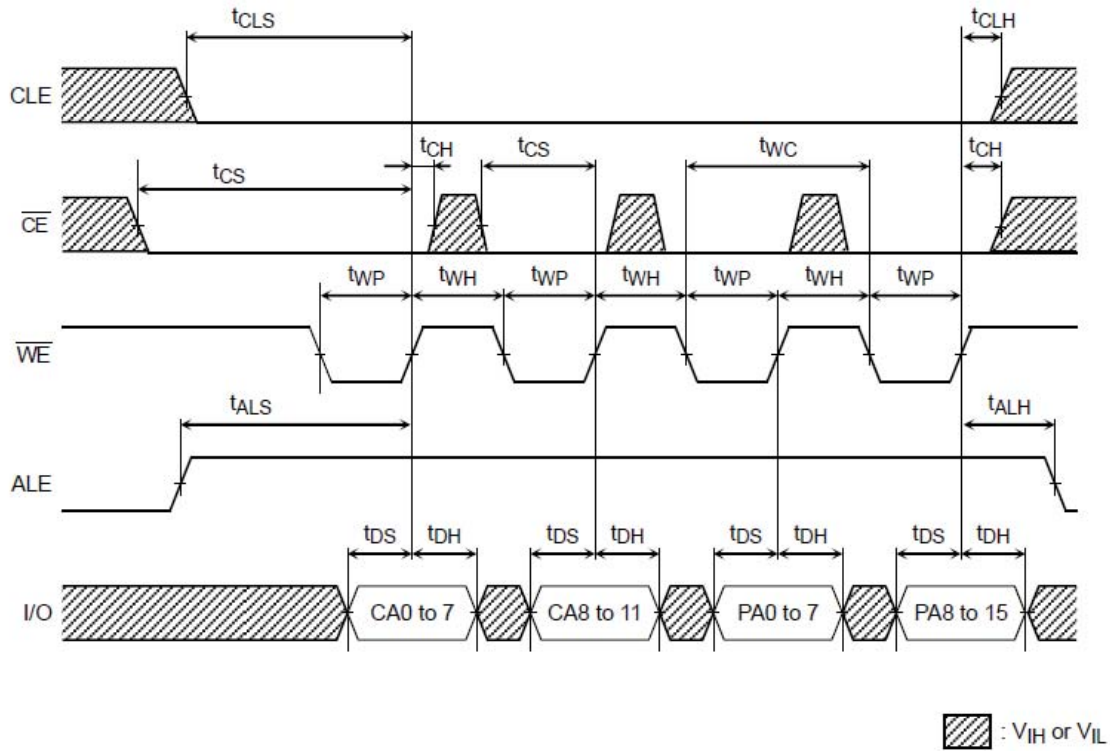 tCLS tCLH
CLE
tCH tCS tWC tCH
tCS
CE
tWP tWH tWP tWH tWP tWH tWP
WE
tALS tALH
ALE
tDS tDH tDS tDH tDS tDH tDS tDH
I/O CA0 to 7 CA8 to 11 PA0 to 7 PA8 to 15
: VIH or VIL